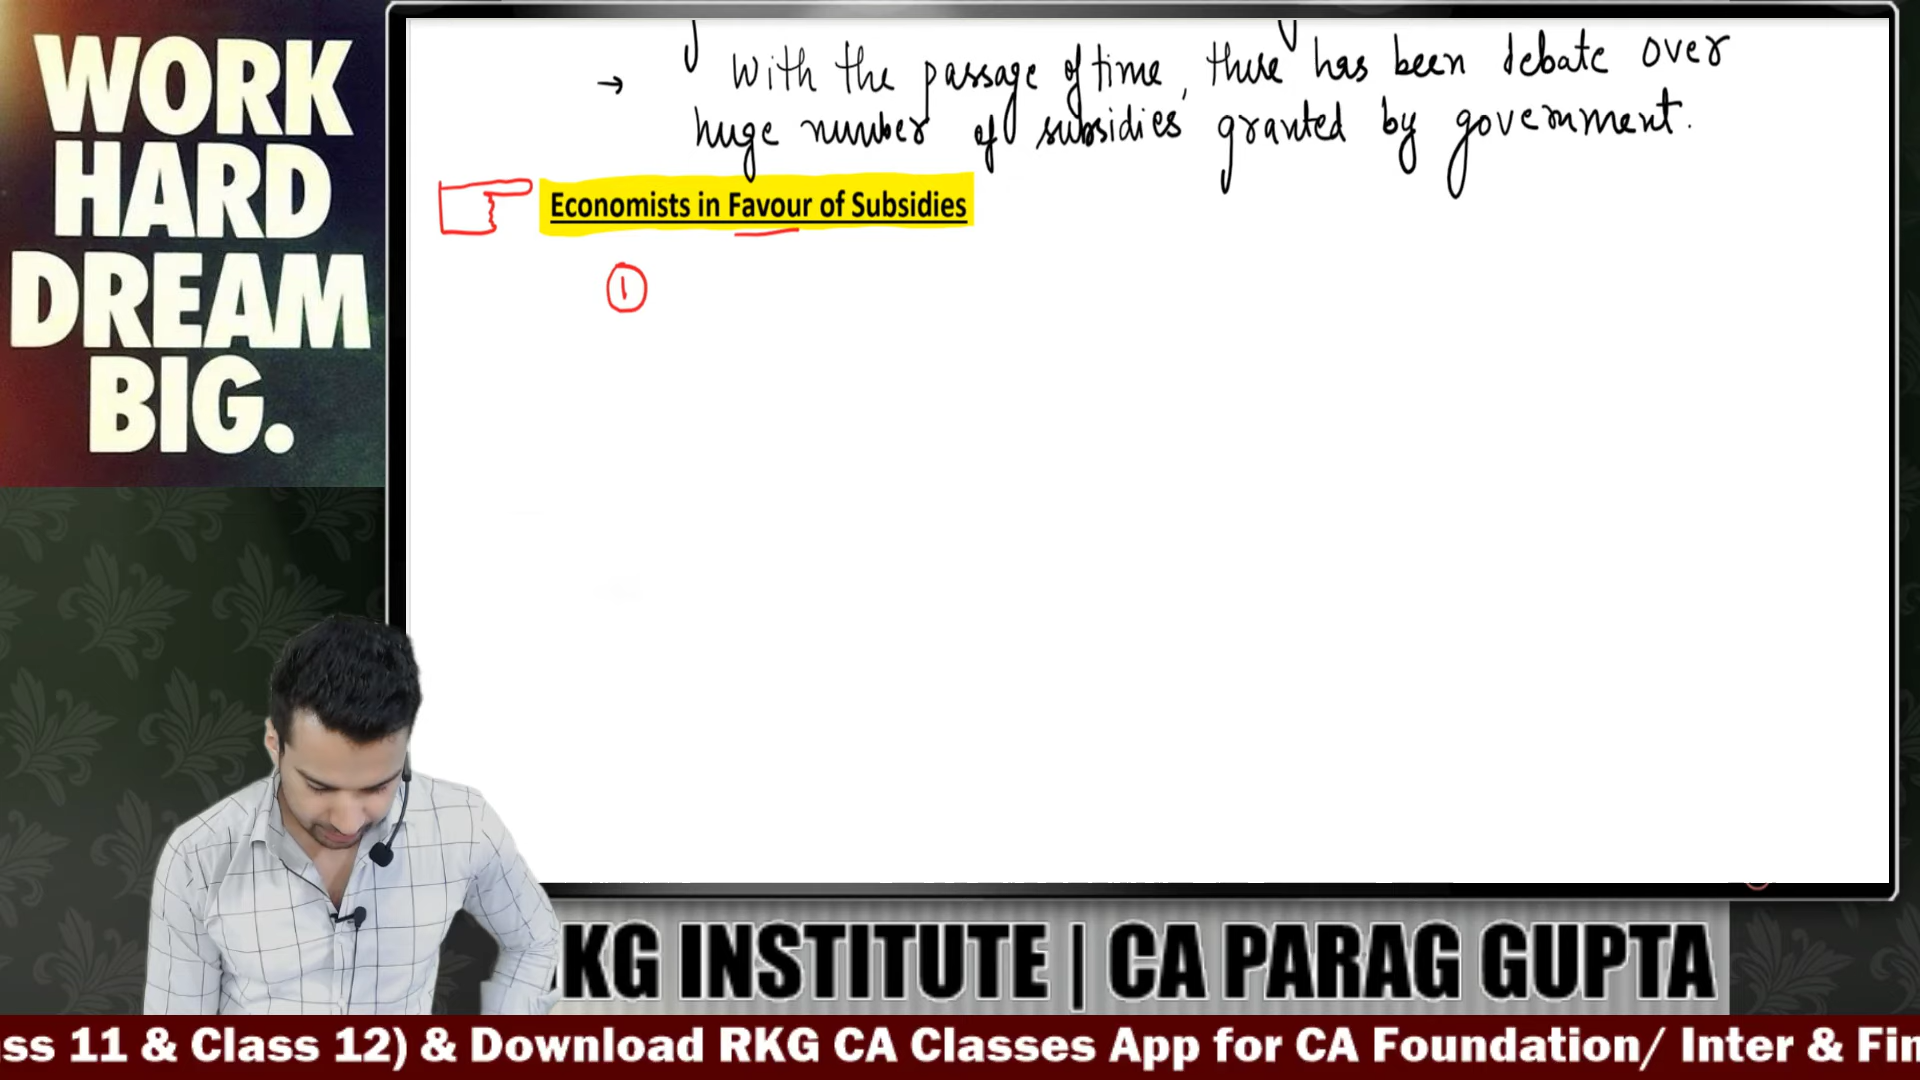 WORK
HARD
DREAM
BIG.
→ With the passage of time, there has been debate over
huge number of subsidies granted by government.
Economists in Favour of Subsidies
1
KG INSTITUTE | CA PARAG GUPTA
ss 11 & Class 12) & Download RKG CA Classes App for CA Foundation/ Inter & Fin